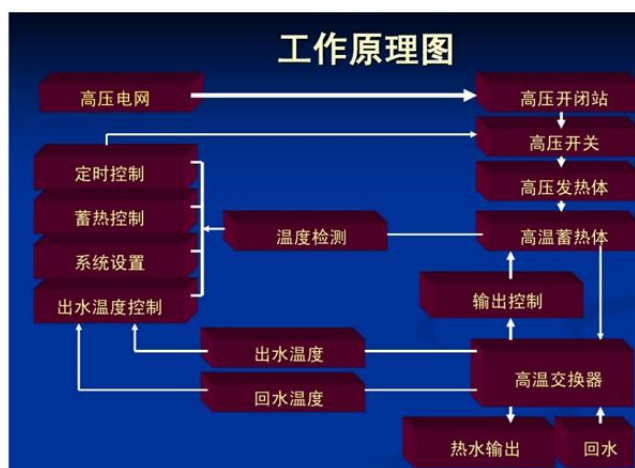 工作原理图
高压电网
高压开闭站
高压开关
定时控制
高压发热体
蓄热控制
温度检测
高温蓄热体
系统设置
出水温度控制
输出控制
出水温度
高温交换器
回水温度
热水输出
回水